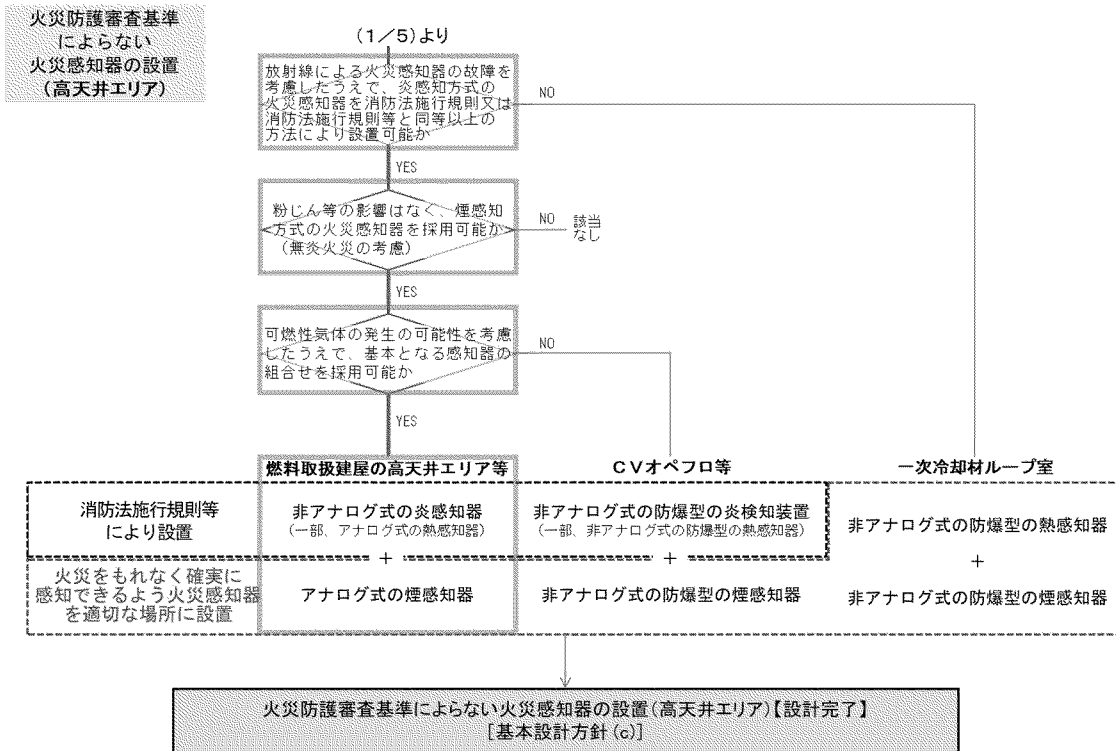 火災防護審査基準
によらない
火災感知器の設置
(高天井エリア)
(1/5)より
放射線による火災感知器の故障を
考慮したうえで、炎感知方式の
火災感知器を消防法施行規則又は
消防法施行規則等と同等以上の
方法により設置可能か
NO
YES
粉じん等の影響はなく、煙感知
方式の火災感知器を採用可能か
(無炎火災の考慮)
NO
該当
なし
YES
可燃性気体の発生の可能性を考慮
したうえで、基本となる感知器の
組合せを採用可能か
NO
YES
燃料取扱建屋の高天井エリア等
CVオペフロ等
一次冷却材ループ室
消防法施行規則等
により設置
非アナログ式の炎感知器
(一部、アナログ式の熱感知器)
非アナログ式の防爆型の炎検知装置
(一部、非アナログ式の防爆型の熱感知器)
非アナログ式の防爆型の熱感知器
+
+
+
火災をもれなく確実に
感知できるよう火災感知器
を適切な場所に設置
アナログ式の煙感知器
非アナログ式の防爆型の煙感知器
非アナログ式の防爆型の煙感知器
火災防護審査基準によらない火災感知器の設置(高天井エリア)【設計完了】
[基本設計方針(c)]